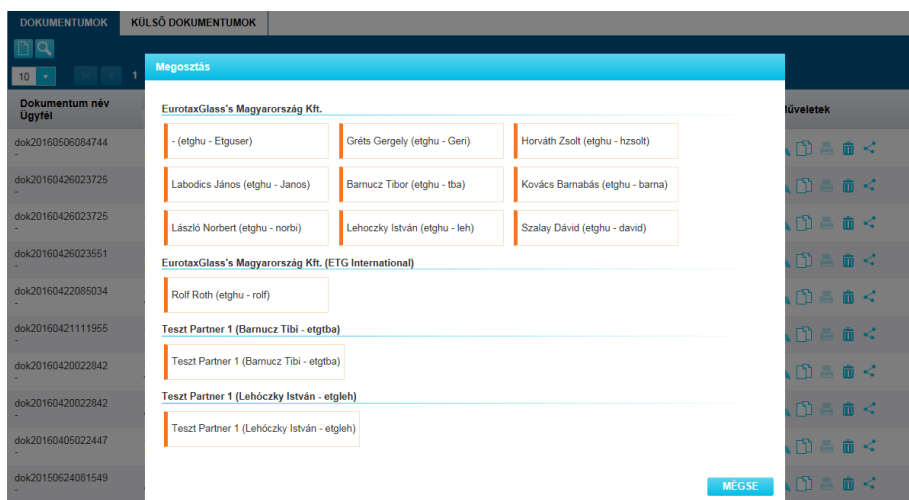 DOKUMENTUMOK KÜLSŐ DOKUMENTUMOK
10 1
Megosztás
Dokumentum név
Ügyfél
űveletek
EurotaxGlass's Magyarország Kft.
- (etghu - Etguser) Gréts Gergely (etghu - Geri) Horváth Zsolt (etghu - hzsolt)
dok20160506084744
-
Labodics János (etghu - Janos) Barnucz Tibor (etghu - tba) Kovács Barnabás (etghu - barna)
dok20160426023725
-
László Norbert (etghu - norbi) Lehoczky István (etghu - leh) Szalay Dávid (etghu - david)
dok20160426023725
-
dok20160426023551
-
EurotaxGlass's Magyarország Kft. (ETG International)
Rolf Roth (etghu - rolf)
dok20160422085034
-
dok20160421111955
-
Teszt Partner 1 (Barnucz Tibi - etgtba)
Teszt Partner 1 (Barnucz Tibi - etgtba)
dok20160420022842
-
Teszt Partner 1 (Lehóczky István - etgleh)
dok20160420022842
-
Teszt Partner 1 (Lehóczky István - etgleh)
dok20160405022447
-
dok20150624081549
-
MÉGSE